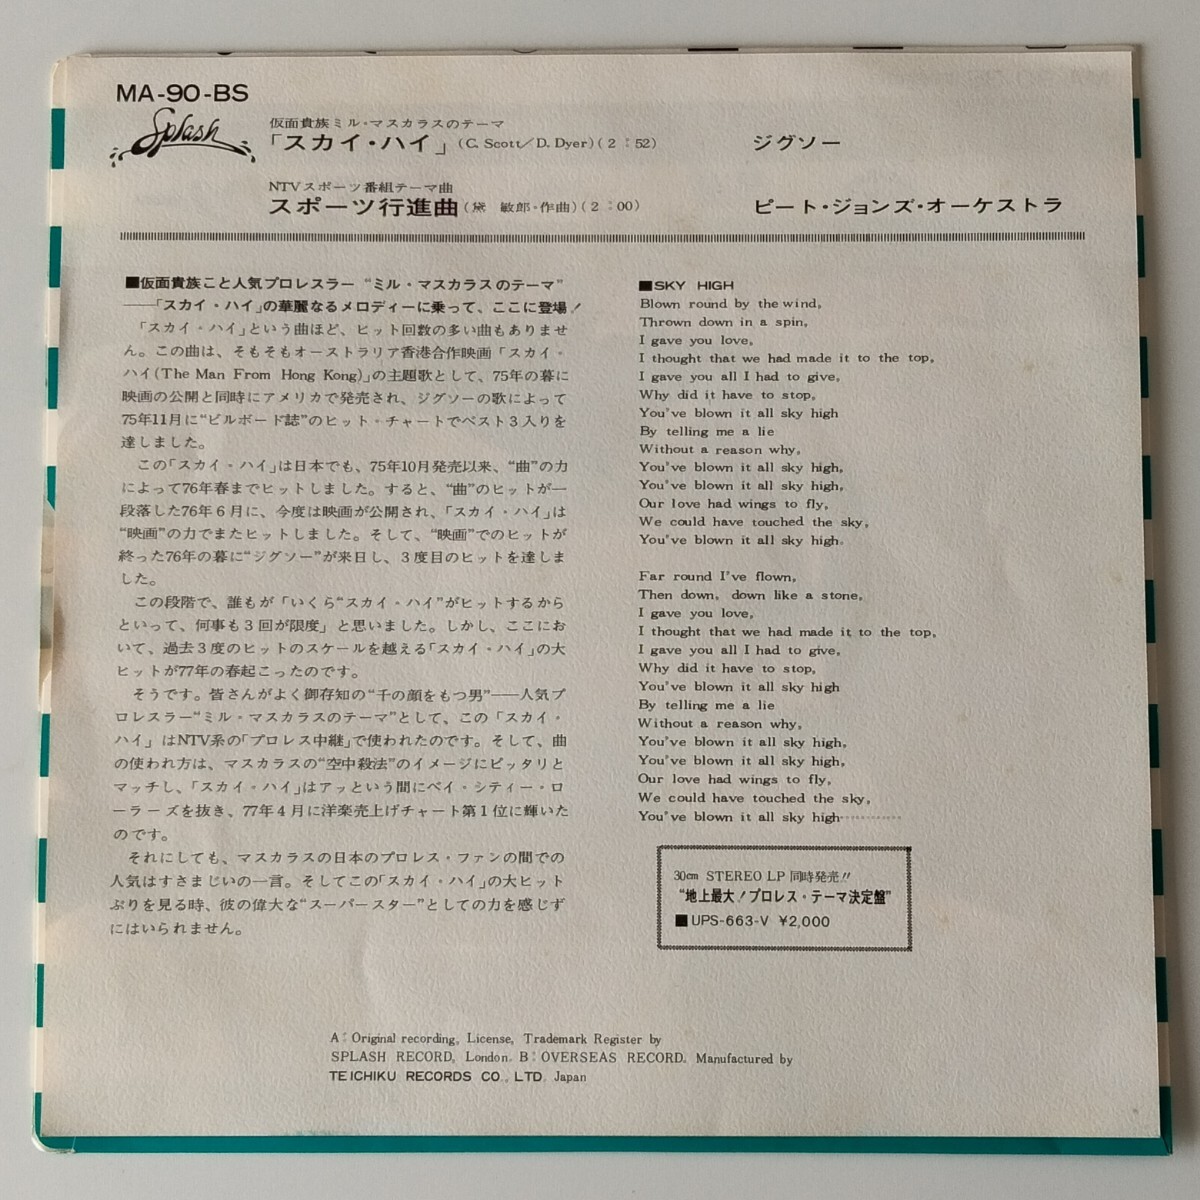 MA-90-BS
Splash
仮面貴族ミル・マスカラスのテーマ
「スカイ・ハイ」(C. Scott/D. Dyer)(2:52) ジグソー
NTVスポーツ番組テーマ曲
スポーツ行進曲(黛 敏郎・作曲)(2:00) ピート・ジョンズ・オーケストラ
■仮面貴族こと人気プロレスラー“ミル・マスカラスのテーマ”
――「スカイ・ハイ」の華麗なるメロディーに乗って、ここに登場!
「スカイ・ハイ」という曲ほど、ヒット回数の多い曲もありませ
ん。この曲は、そもそもオーストラリア香港合作映画「スカイ・
ハイ(The Man From Hong Kong)」の主題歌として、75年の暮に
映画の公開と同時にアメリカで発売され、ジグソーの歌によって
75年11月に“ビルボード誌”のヒット・チャートでベスト3入りを
達しました。
この「スカイ・ハイ」は日本でも、75年10月発売以来、“曲”の力
によって76年春までヒットしました。すると、“曲”のヒットが一
段落した76年6月に、今度は映画が公開され、「スカイ・ハイ」は
“映画”の力でまたヒットしました。そして、“映画”でのヒットが
終った76年の暮に“ジグソー”が来日し、3度目のヒットを達しま
した。
この段階で、誰もが「いくら“スカイ・ハイ”がヒットするから
といって、何事も3回が限度」と思いました。しかし、ここにお
いて、過去3度のヒットのスケールを越える「スカイ・ハイ」の大
ヒットが77年の春起こったのです。
そうです。皆さんがよく御存知の“千の顔をもつ男”――人気プ
ロレスラー“ミル・マスカラスのテーマ”として、この「スカイ・
ハイ」はNTV系の「プロレス中継」で使われたのです。そして、曲
の使われ方は、マスカラスの“空中殺法”のイメージにピッタリと
マッチし、「スカイ・ハイ」はアッという間にベイ・シティー・ロ
ーラーズを抜き、77年4月に洋楽売上げチャート第1位に輝いた
のです。
それにしても、マスカラスの日本のプロレス・ファンの間での
人気はすさまじいの一言。そしてこの「スカイ・ハイ」の大ヒット
ぶりを見る時、彼の偉大な“スーパースター”としての力を感じず
にはいられません。
■SKY HIGH
Blown round by the wind,
Thrown down in a spin,
I gave you love,
I thought that we had made it to the top,
I gave you all I had to give,
Why did it have to stop,
You've blown it all sky high
By telling me a lie
Without a reason why,
You've blown it all sky high,
You've blown it all sky high,
Our love had wings to fly,
We could have touched the sky,
You've blown it all sky high.
Far round I've flown,
Then down, down like a stone,
I gave you love,
I thought that we had made it to the top,
I gave you all I had to give,
Why did it have to stop,
You've blown it all sky high
By telling me a lie
Without a reason why,
You've blown it all sky high,
You've blown it all sky high,
Our love had wings to fly,
We could have touched the sky,
You've blown it all sky high…………
30cm STEREO LP 同時発売!!
“地上最大!プロレス・テーマ決定盤”
■UPS-663-V ¥2,000
A: Original recording, License, Trademark Register by
SPLASH RECORD, London. B: OVERSEAS RECORD. Manufactured by
TEICHIKU RECORDS CO., LTD. Japan